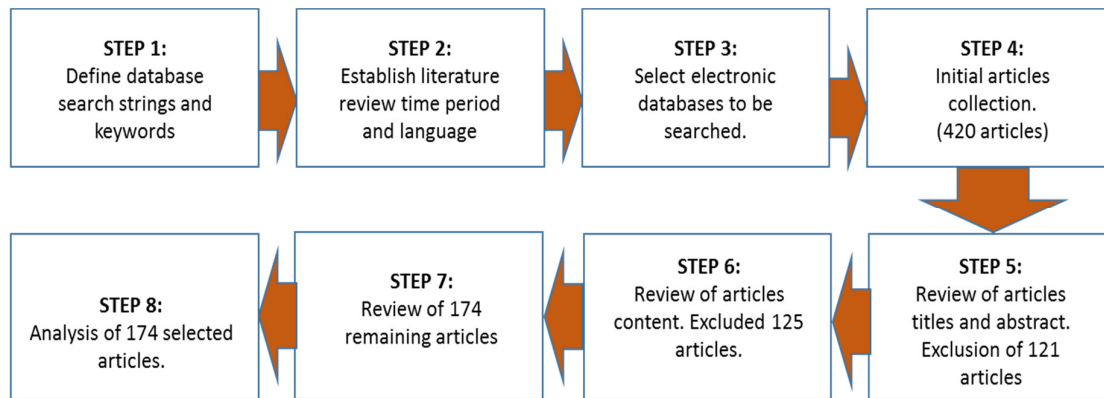 STEP 1:
Define database
search strings and
keywords
STEP 2:
Establish literature
review time period
and language
STEP 3:
Select electronic
databases to be
searched.
STEP 4:
Initial articles
collection.
(420 articles)
STEP 5:
Review of articles
titles and abstract.
Exclusion of 121
articles
STEP 6:
Review of articles
content. Excluded 125
articles.
STEP 7:
Review of 174
remaining articles
STEP 8:
Analysis of 174 selected
articles.